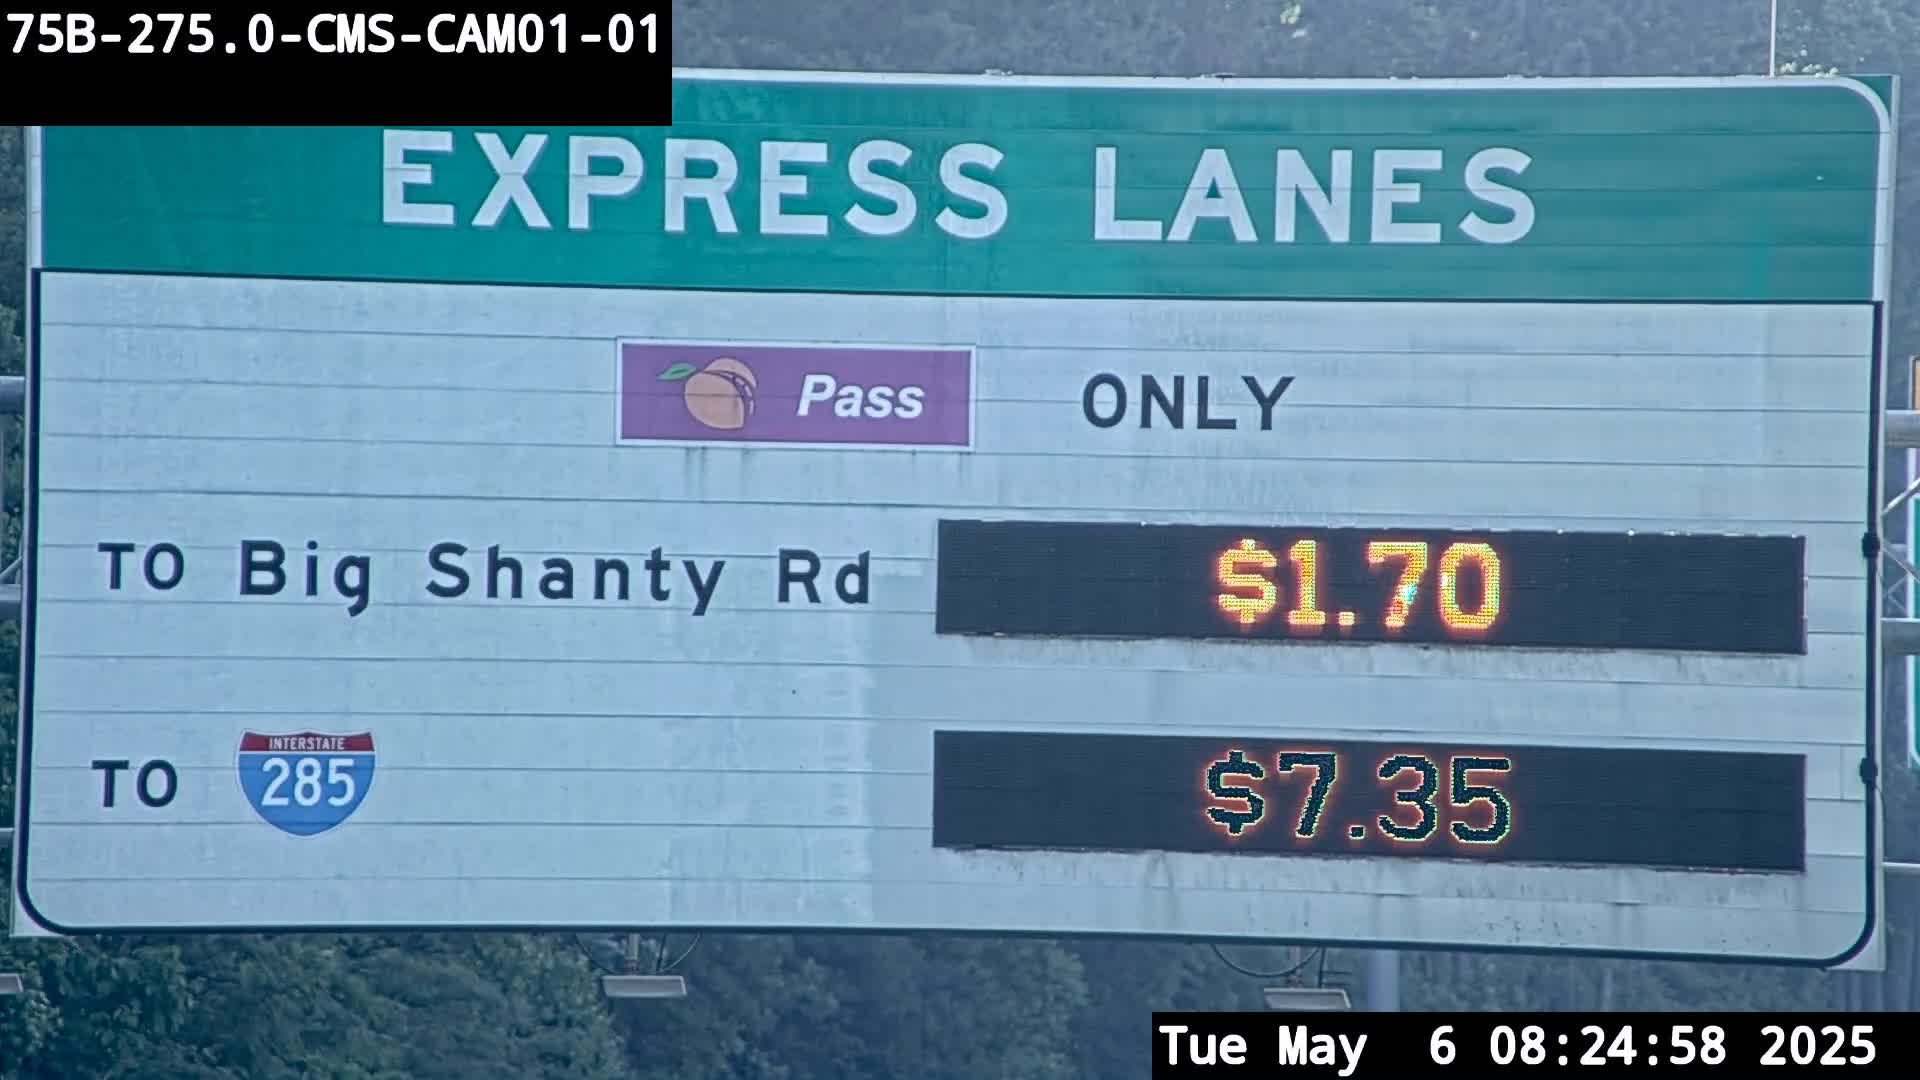 75B-275.0-CMS-CAM01-01
EXPRESS LANES
Pass ONLY
TO Big Shanty Rd $1.70
TO INTERSTATE 285 $7.35
Tue May 6 08:24:58 2025